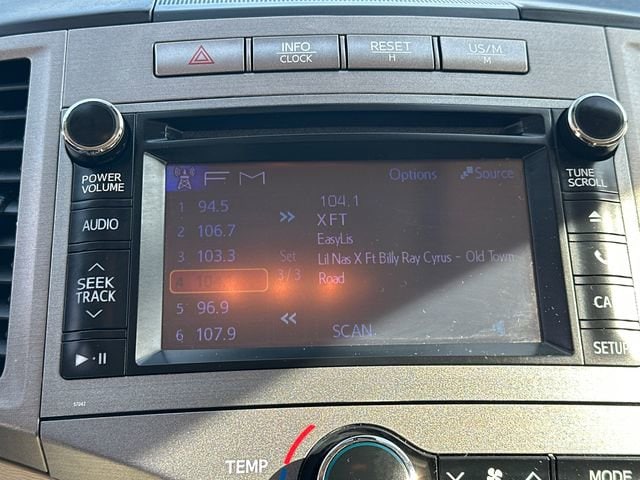 INFO
CLOCK
RESET
H
US/M
M
POWER
VOLUME
AUDIO
SEEK
TRACK
TUNE
SCROLL
SETUP
FM
Options
Source
1 94.5
2 106.7
3 103.3
4
5 96.9
6 107.9
Set
3/3
104.1
XFT
EasyLis
Lil Nas X Ft Billy Ray Cyrus - Old Town
Road
SCAN
57042
TEMP
MODE